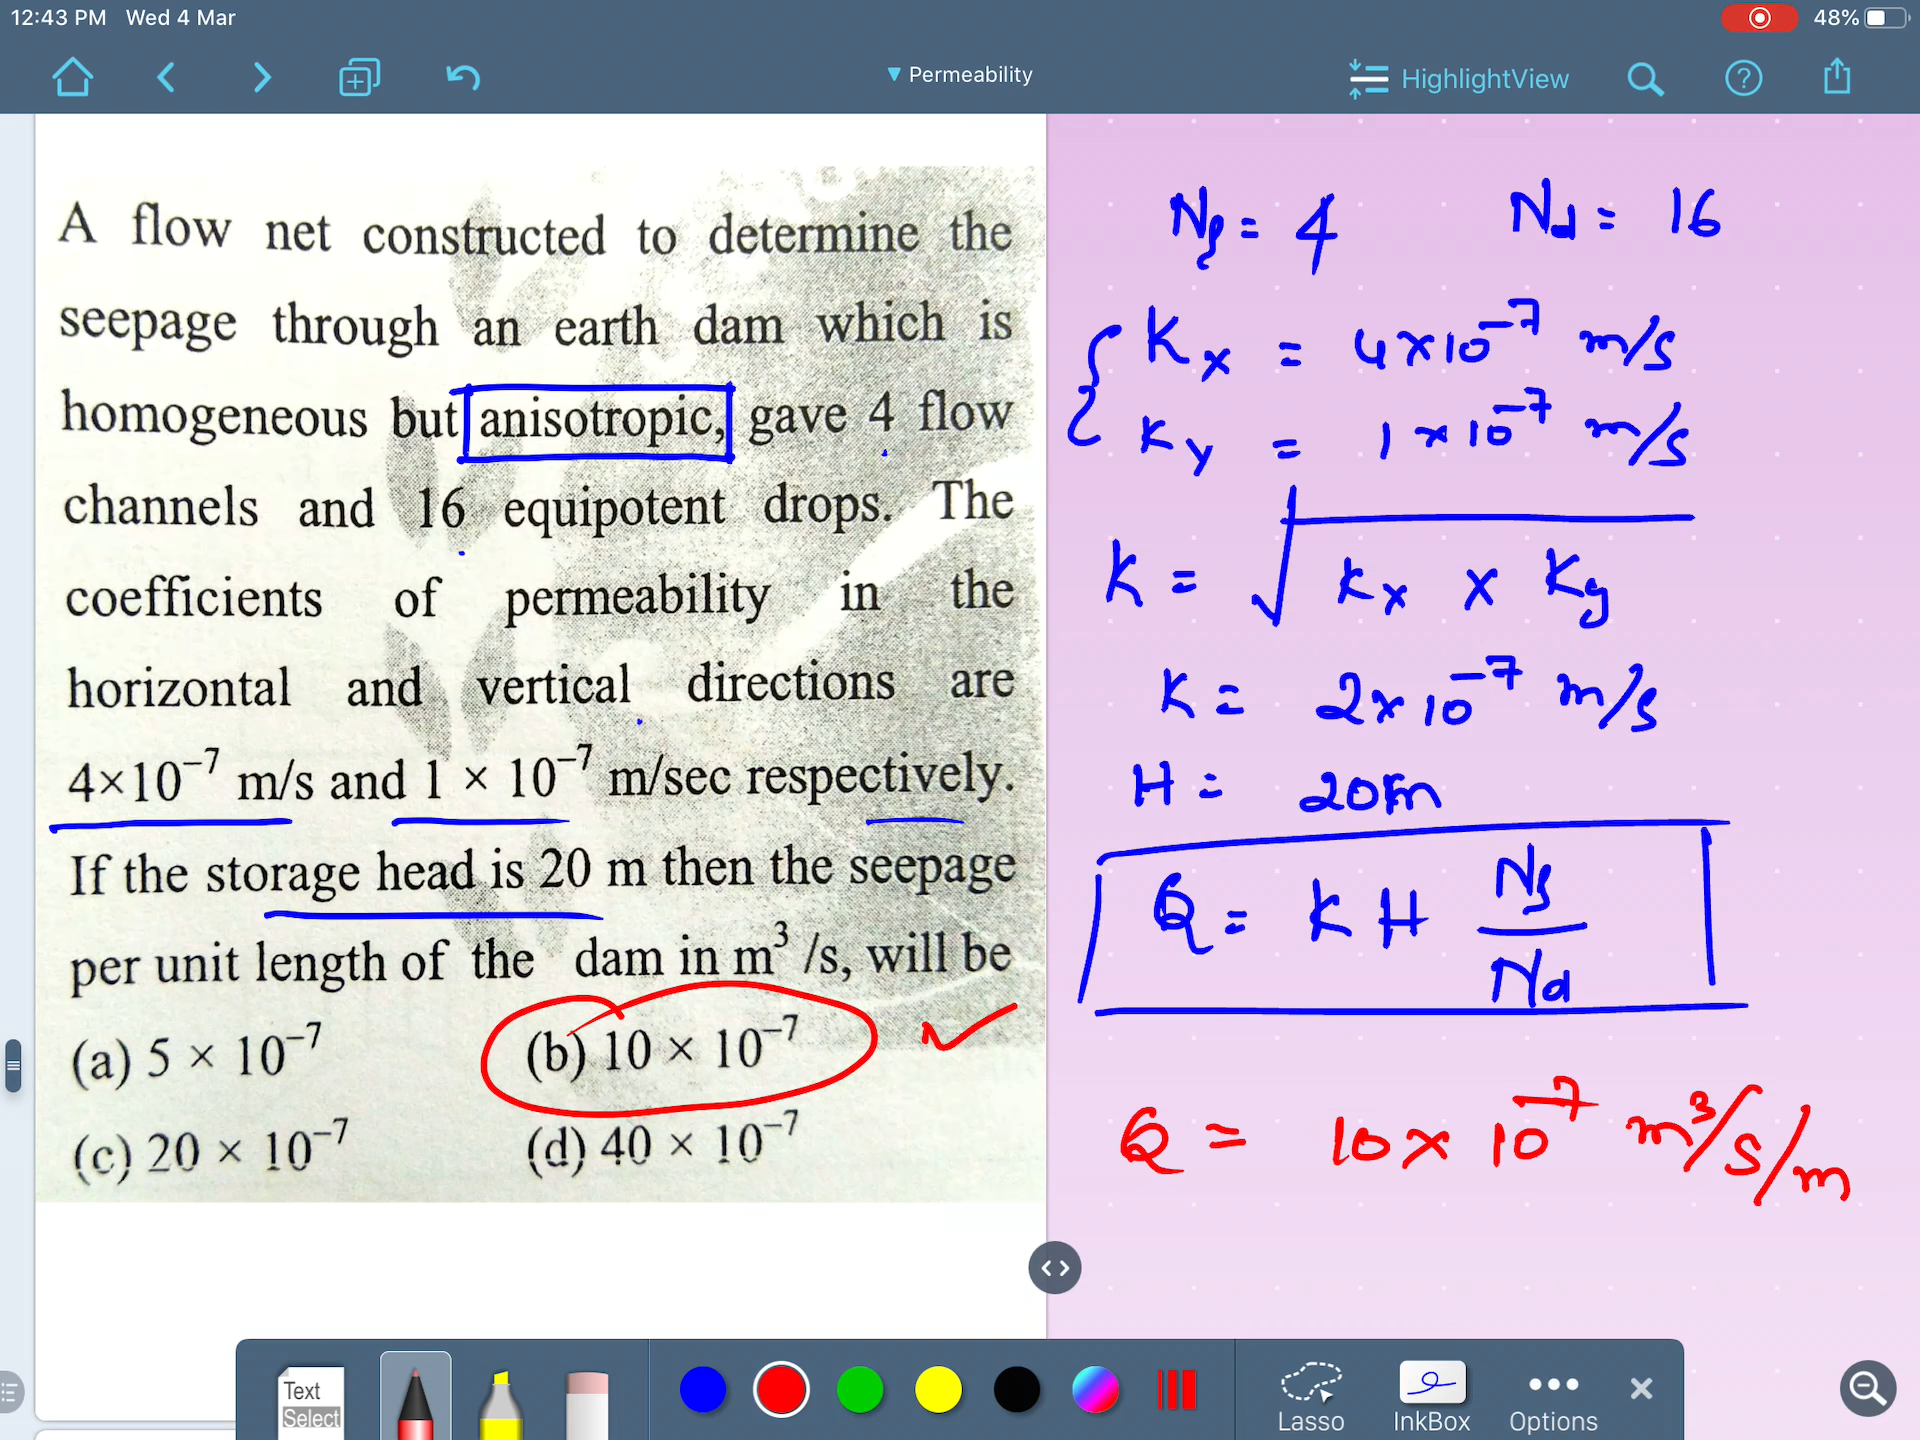 12:43 PM Wed 4 Mar
48%
▼ Permeability
HighlightView
A flow net constructed to determine the
seepage through an earth dam which is
homogeneous but anisotropic, gave 4 flow
channels and 16 equipotent drops. The
coefficients of permeability in the
horizontal and vertical directions are
4×10⁻⁷ m/s and 1 × 10⁻⁷ m/sec respectively.
If the storage head is 20 m then the seepage
per unit length of the dam in m³ /s, will be
(a) 5 × 10⁻⁷ (b) 10 × 10⁻⁷
(c) 20 × 10⁻⁷ (d) 40 × 10⁻⁷
Nf = 4 Nd = 16
Kx = 4×10⁻⁷ m/s
Ky = 1×10⁻⁷ m/s
K = √Kx × Ky
K = 2×10⁻⁷ m/s
H = 20m
Q = KH Nf/Nd
Q = 10×10⁻⁷ m³/s/m
Text
Select
Lasso
InkBox
Options